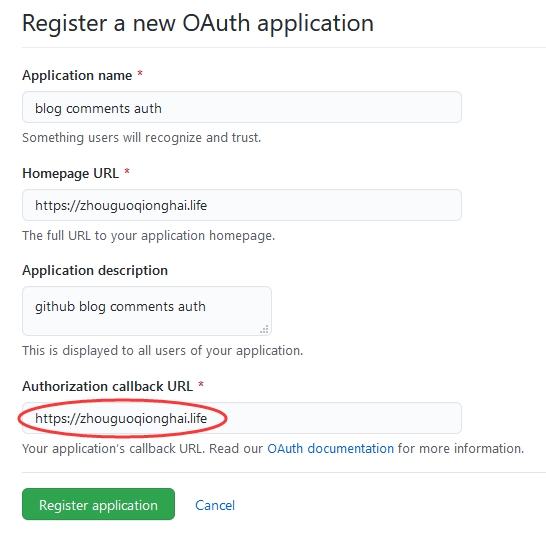 Register a new OAuth application
Application name *
blog comments auth
Something users will recognize and trust.
Homepage URL *
https://zhouguoqionghai.life
The full URL to your application homepage.
Application description
github blog comments auth
This is displayed to all users of your application.
Authorization callback URL *
https://zhouguoqionghai.life
Your application's callback URL. Read our OAuth documentation for more information.
Register application Cancel